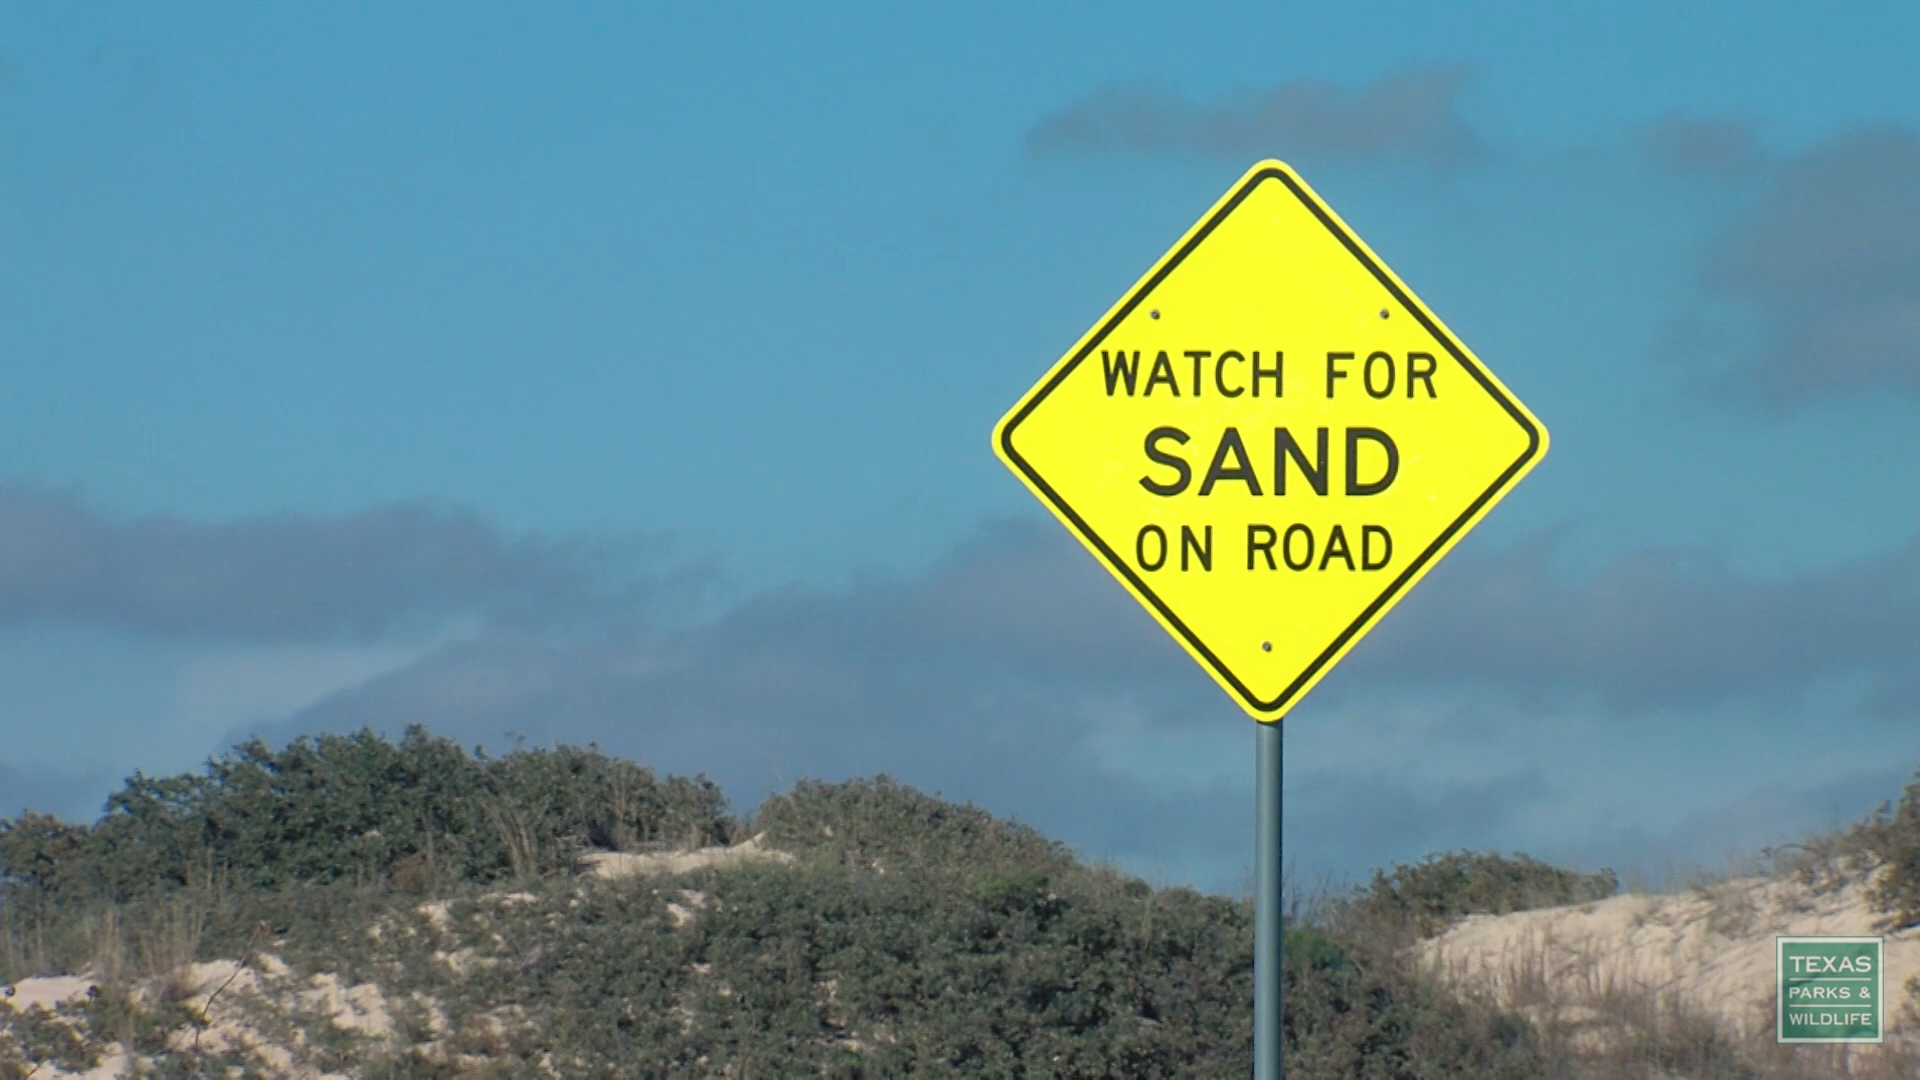 WATCH FOR
SAND
ON ROAD
TEXAS
PARKS &
WILDLIFE